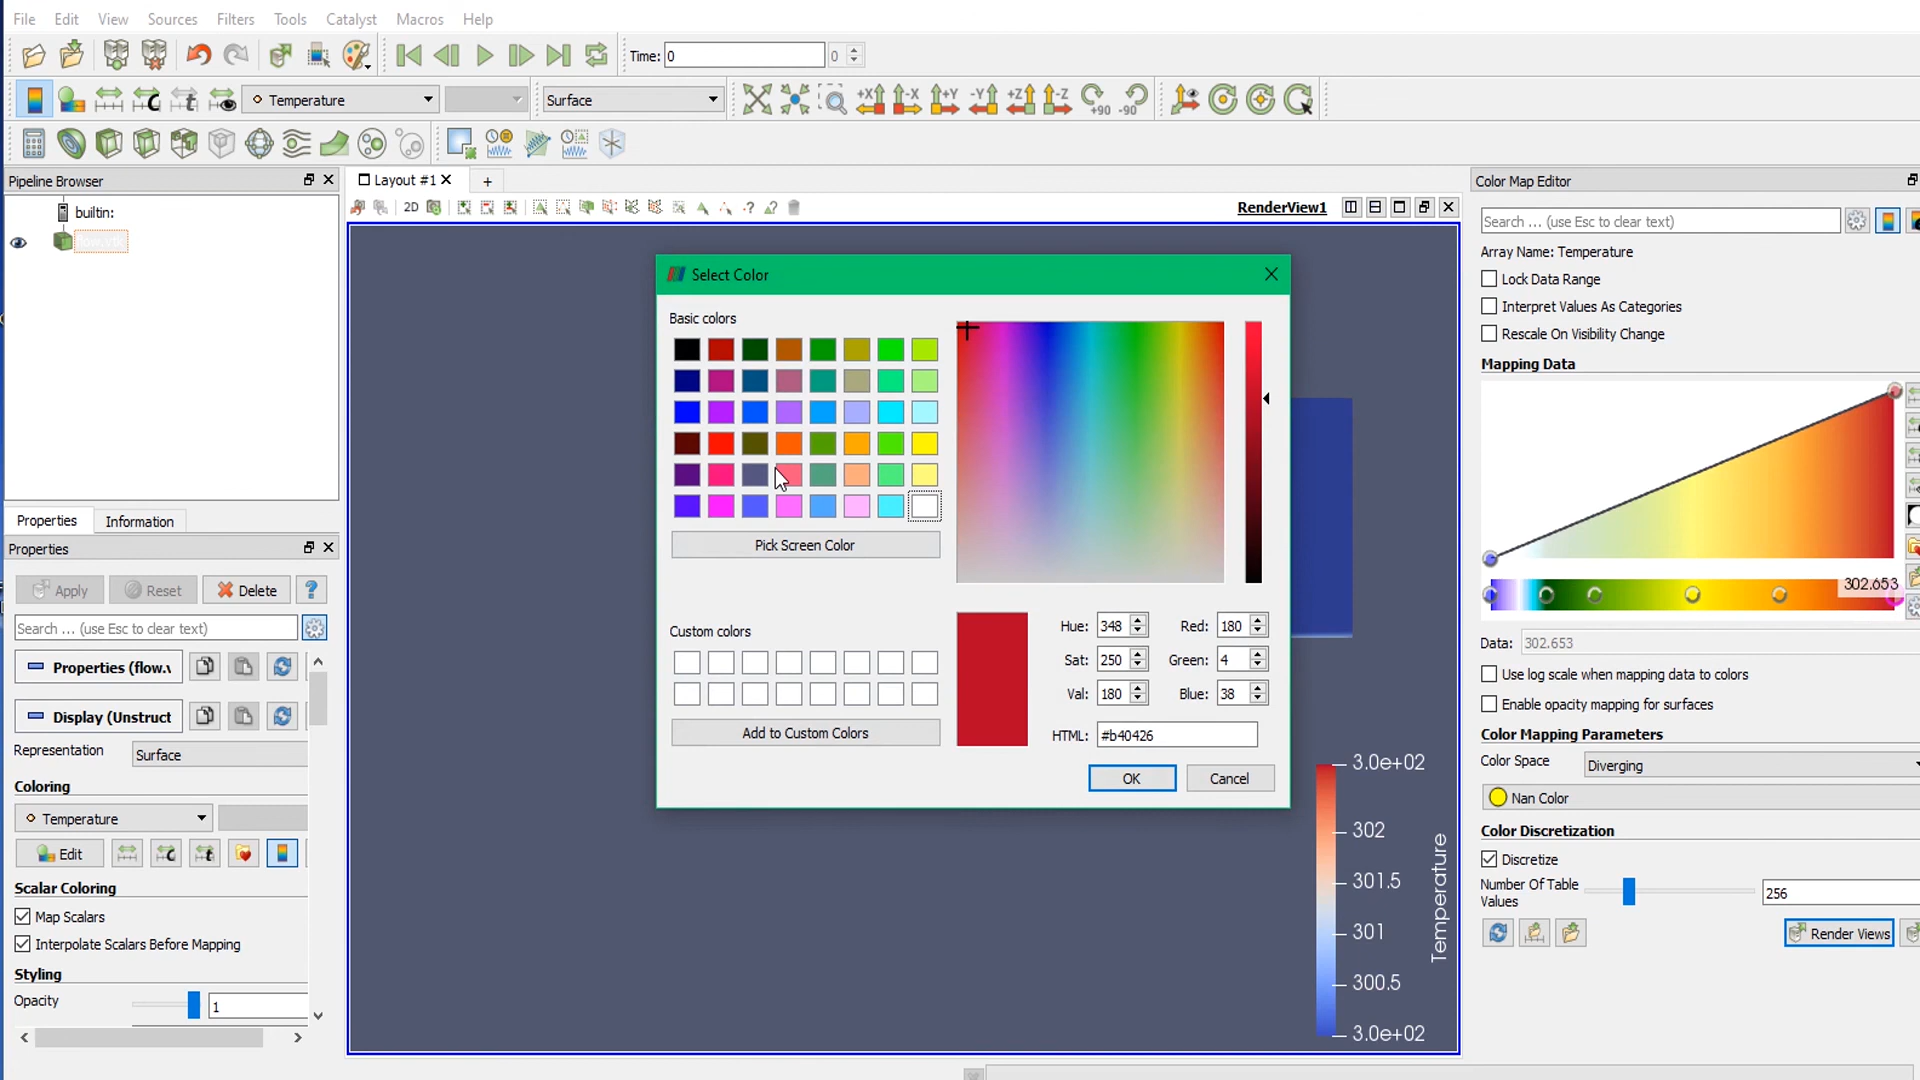 File Edit View Sources Filters Tools Catalyst Macros Help
Time: 0 0
Temperature Surface +X -X +Y -Y +Z -Z +90 -90
Pipeline Browser
builtin:
Layout #1 +
2D RenderView1
Properties Information
Properties
Apply Reset Delete ?
Search ... (use Esc to clear text)
Properties (flow.v
Display (Unstruct
Representation Surface
Coloring
Temperature
Edit
Scalar Coloring
Map Scalars
Interpolate Scalars Before Mapping
Styling
Opacity 1
Select Color
Basic colors
Pick Screen Color
Custom colors
Add to Custom Colors
Hue: 348 Red: 180
Sat: 250 Green: 4
Val: 180 Blue: 38
HTML: #b40426
OK Cancel
3.0e+02
302
301.5
301
300.5
3.0e+02
Temperature
Color Map Editor
Search ... (use Esc to clear text)
Array Name: Temperature
Lock Data Range
Interpret Values As Categories
Rescale On Visibility Change
Mapping Data
302.653
Data: 302.653
Use log scale when mapping data to colors
Enable opacity mapping for surfaces
Color Mapping Parameters
Color Space Diverging
Nan Color
Color Discretization
Discretize
Number Of Table
Values 256
Render Views